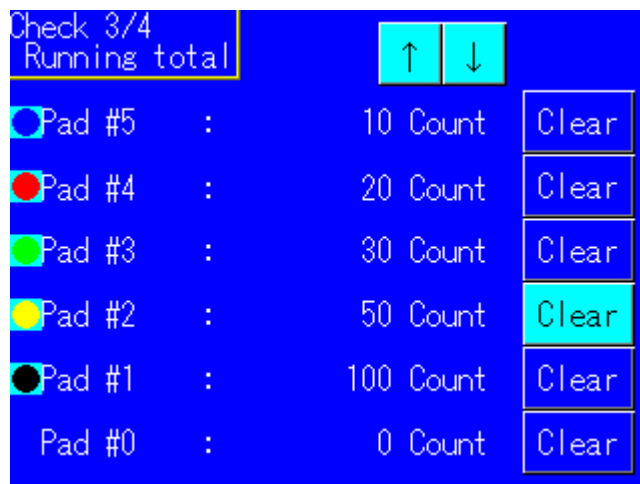 Check 3/4
Running total
↑ ↓
Pad #5 : 10 Count Clear
Pad #4 : 20 Count Clear
Pad #3 : 30 Count Clear
Pad #2 : 50 Count Clear
Pad #1 : 100 Count Clear
Pad #0 : 0 Count Clear